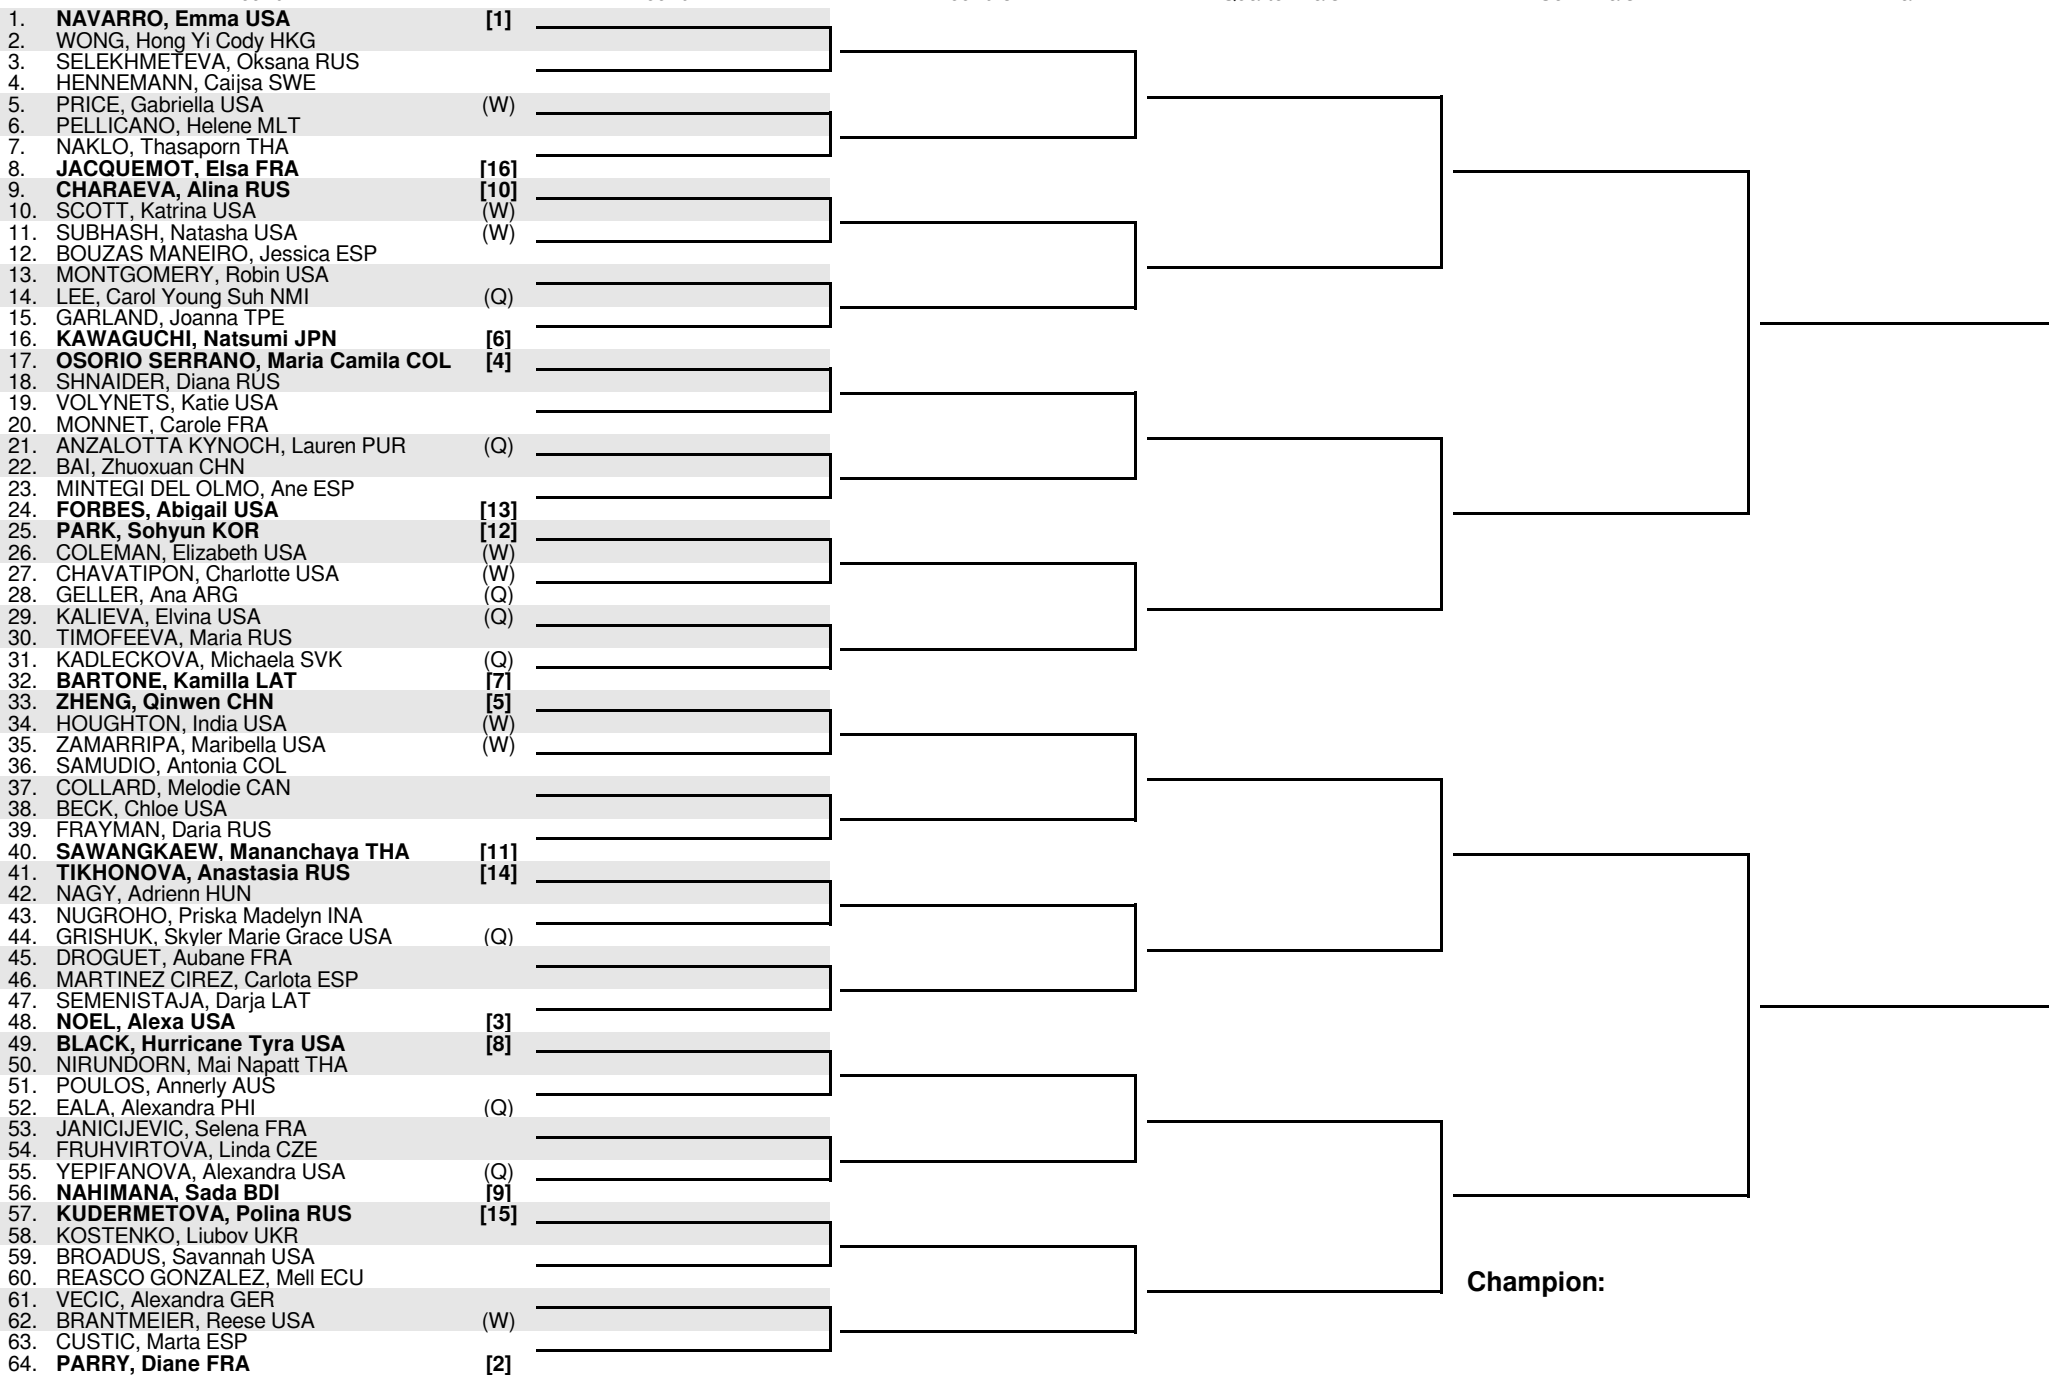 1. NAVARRO, Emma USA [1]
2. WONG, Hong Yi Cody HKG
3. SELEKHMETEVA, Oksana RUS
4. HENNEMANN, Caijsa SWE
5. PRICE, Gabriella USA (W)
6. PELLICANO, Helene MLT
7. NAKLO, Thasaporn THA
8. JACQUEMOT, Elsa FRA [16]
9. CHARAEVA, Alina RUS [10]
10. SCOTT, Katrina USA (W)
11. SUBHASH, Natasha USA (W)
12. BOUZAS MANEIRO, Jessica ESP
13. MONTGOMERY, Robin USA
14. LEE, Carol Young Suh NMI (Q)
15. GARLAND, Joanna TPE
16. KAWAGUCHI, Natsumi JPN [6]
17. OSORIO SERRANO, Maria Camila COL [4]
18. SHNAIDER, Diana RUS
19. VOLYNETS, Katie USA
20. MONNET, Carole FRA
21. ANZALOTTA KYNOCH, Lauren PUR (Q)
22. BAI, Zhuoxuan CHN
23. MINTEGI DEL OLMO, Ane ESP
24. FORBES, Abigail USA [13]
25. PARK, Sohyun KOR [12]
26. COLEMAN, Elizabeth USA (W)
27. CHAVATIPON, Charlotte USA (W)
28. GELLER, Ana ARG (Q)
29. KALIEVA, Elvina USA (Q)
30. TIMOFEEVA, Maria RUS
31. KADLECKOVA, Michaela SVK (Q)
32. BARTONE, Kamilla LAT [7]
33. ZHENG, Qinwen CHN [5]
34. HOUGHTON, India USA (W)
35. ZAMARRIPA, Maribella USA (W)
36. SAMUDIO, Antonia COL
37. COLLARD, Melodie CAN
38. BECK, Chloe USA
39. FRAYMAN, Daria RUS
40. SAWANGKAEW, Mananchaya THA [11]
41. TIKHONOVA, Anastasia RUS [14]
42. NAGY, Adrienn HUN
43. NUGROHO, Priska Madelyn INA
44. GRISHUK, Skyler Marie Grace USA (Q)
45. DROGUET, Aubane FRA
46. MARTINEZ CIREZ, Carlota ESP
47. SEMENISTAJA, Darja LAT
48. NOEL, Alexa USA [3]
49. BLACK, Hurricane Tyra USA [8]
50. NIRUNDORN, Mai Napatt THA
51. POULOS, Annerly AUS
52. EALA, Alexandra PHI (Q)
53. JANICIJEVIC, Selena FRA
54. FRUHVIRTOVA, Linda CZE
55. YEPIFANOVA, Alexandra USA (Q)
56. NAHIMANA, Sada BDI [9]
57. KUDERMETOVA, Polina RUS [15]
58. KOSTENKO, Liubov UKR
59. BROADUS, Savannah USA
60. REASCO GONZALEZ, Mell ECU
Champion:
61. VECIC, Alexandra GER
62. BRANTMEIER, Reese USA (W)
63. CUSTIC, Marta ESP
64. PARRY, Diane FRA [2]